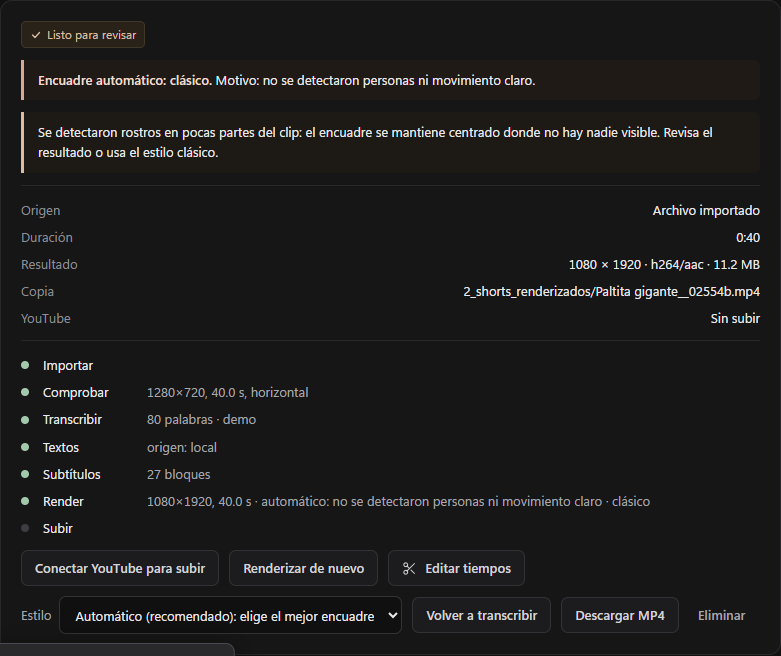 ✓ Listo para revisar
Encuadre automático: clásico. Motivo: no se detectaron personas ni movimiento claro.
Se detectaron rostros en pocas partes del clip: el encuadre se mantiene centrado donde no hay nadie visible. Revisa el
resultado o usa el estilo clásico.
Origen Archivo importado
Duración 0:40
Resultado 1080 × 1920 · h264/aac · 11.2 MB
Copia 2_shorts_renderizados/Paltita gigante__02554b.mp4
YouTube Sin subir
Importar
Comprobar 1280×720, 40.0 s, horizontal
Transcribir 80 palabras · demo
Textos origen: local
Subtítulos 27 bloques
Render 1080×1920, 40.0 s · automático: no se detectaron personas ni movimiento claro · clásico
Subir
Conectar YouTube para subir Renderizar de nuevo Editar tiempos
Estilo Automático (recomendado): elige el mejor encuadre Volver a transcribir Descargar MP4 Eliminar